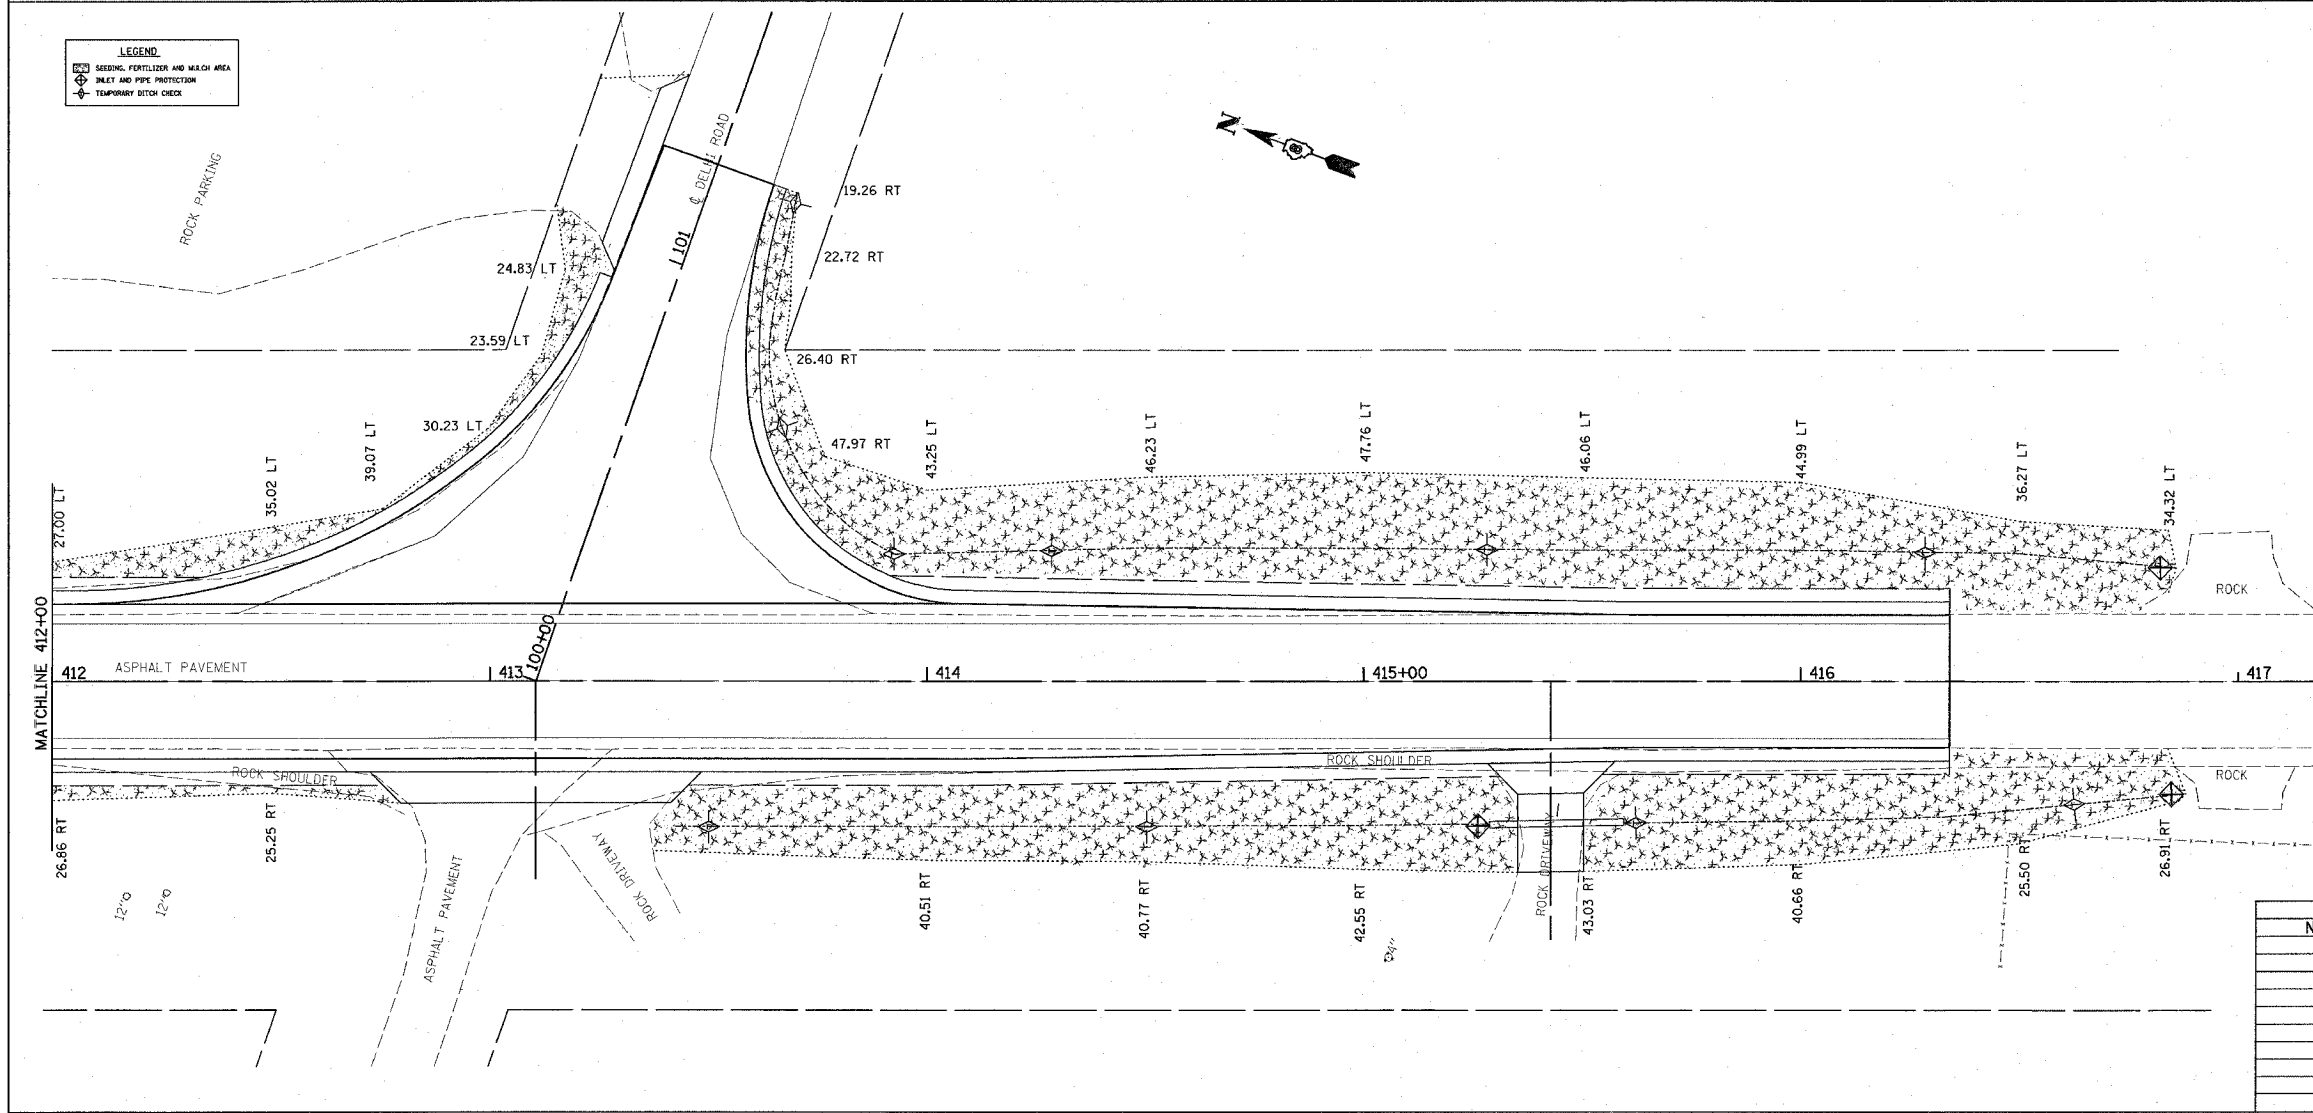 LEGEND
SEEDING, FERTILIZER AND MULCH AREA
INLET AND PIPE PROTECTION
TEMPORARY DITCH CHECK
N
ROCK PARKING
℄ DELHI ROAD
101
19.26 RT
22.72 RT
24.83 LT
23.59 LT
26.40 RT
30.23 LT
47.97 RT
27.00 LT
35.02 LT
39.07 LT
43.25 LT
46.23 LT
47.76 LT
46.06 LT
44.99 LT
36.27 LT
34.32 LT
ROCK
MATCHLINE 412+00
100+00
ASPHALT PAVEMENT
412
413
414
415+00
416
417
ROCK SHOULDER
ROCK SHOULDER
ROCK
26.86 RT
25.25 RT
ASPHALT PAVEMENT
ROCK DRIVEWAY
40.51 RT
40.77 RT
42.55 RT
ROCK DRIVEWAY
43.03 RT
40.66 RT
25.50 RT
26.91 RT
12"
12"
N